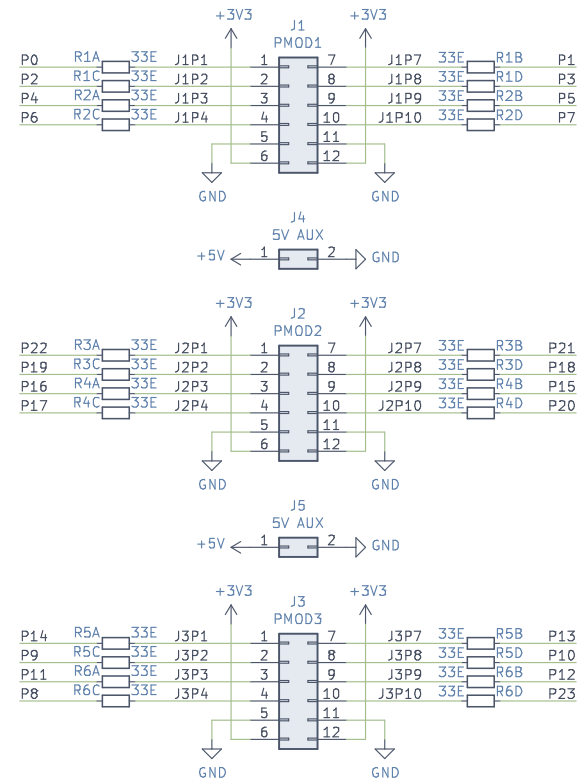 +3V3 J1 +3V3
PMOD1
P0 R1A 33E J1P1 1 7 J1P7 33E R1B P1
P2 R1C 33E J1P2 2 8 J1P8 33E R1D P3
P4 R2A 33E J1P3 3 9 J1P9 33E R2B P5
P6 R2C 33E J1P4 4 10 J1P10 33E R2D P7
5 11
6 12
GND GND
J4
5V AUX
+5V 1 2 GND
+3V3 J2 +3V3
PMOD2
P22 R3A 33E J2P1 1 7 J2P7 33E R3B P21
P19 R3C 33E J2P2 2 8 J2P8 33E R3D P18
P16 R4A 33E J2P3 3 9 J2P9 33E R4B P15
P17 R4C 33E J2P4 4 10 J2P10 33E R4D P20
5 11
6 12
GND GND
J5
5V AUX
+5V 1 2 GND
+3V3 J3 +3V3
PMOD3
P14 R5A 33E J3P1 1 7 J3P7 33E R5B P13
P9 R5C 33E J3P2 2 8 J3P8 33E R5D P10
P11 R6A 33E J3P3 3 9 J3P9 33E R6B P12
P8 R6C 33E J3P4 4 10 J3P10 33E R6D P23
5 11
6 12
GND GND